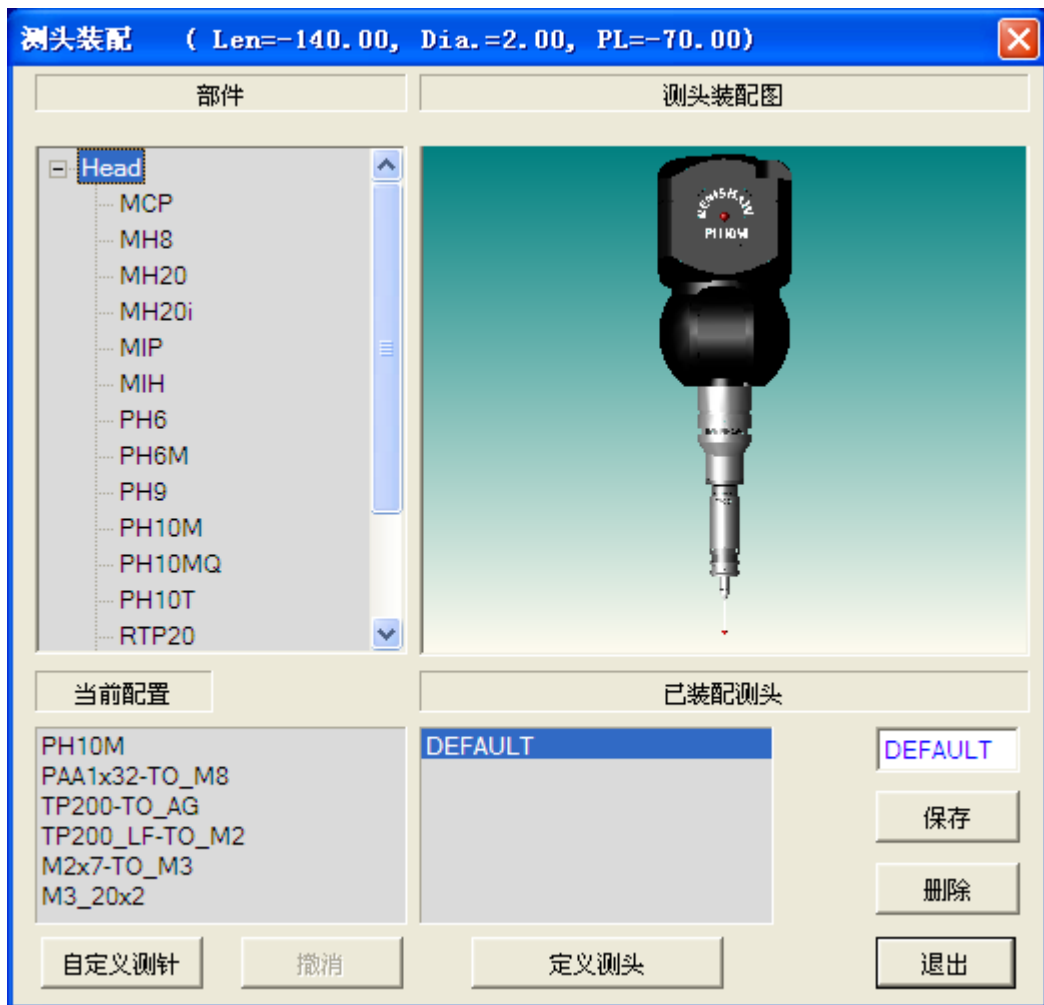 测头装配 ( Len=-140.00, Dia.=2.00, PL=-70.00)
部件
测头装配图
Head
MCP
MH8
MH20
MH20i
MIP
MIH
PH6
PH6M
PH9
PH10M
PH10MQ
PH10T
RTP20
当前配置
已装配测头
PH10M
PAA1x32-TO_M8
TP200-TO_AG
TP200_LF-TO_M2
M2x7-TO_M3
M3_20x2
DEFAULT
DEFAULT
保存
删除
自定义测针
撤消
定义测头
退出